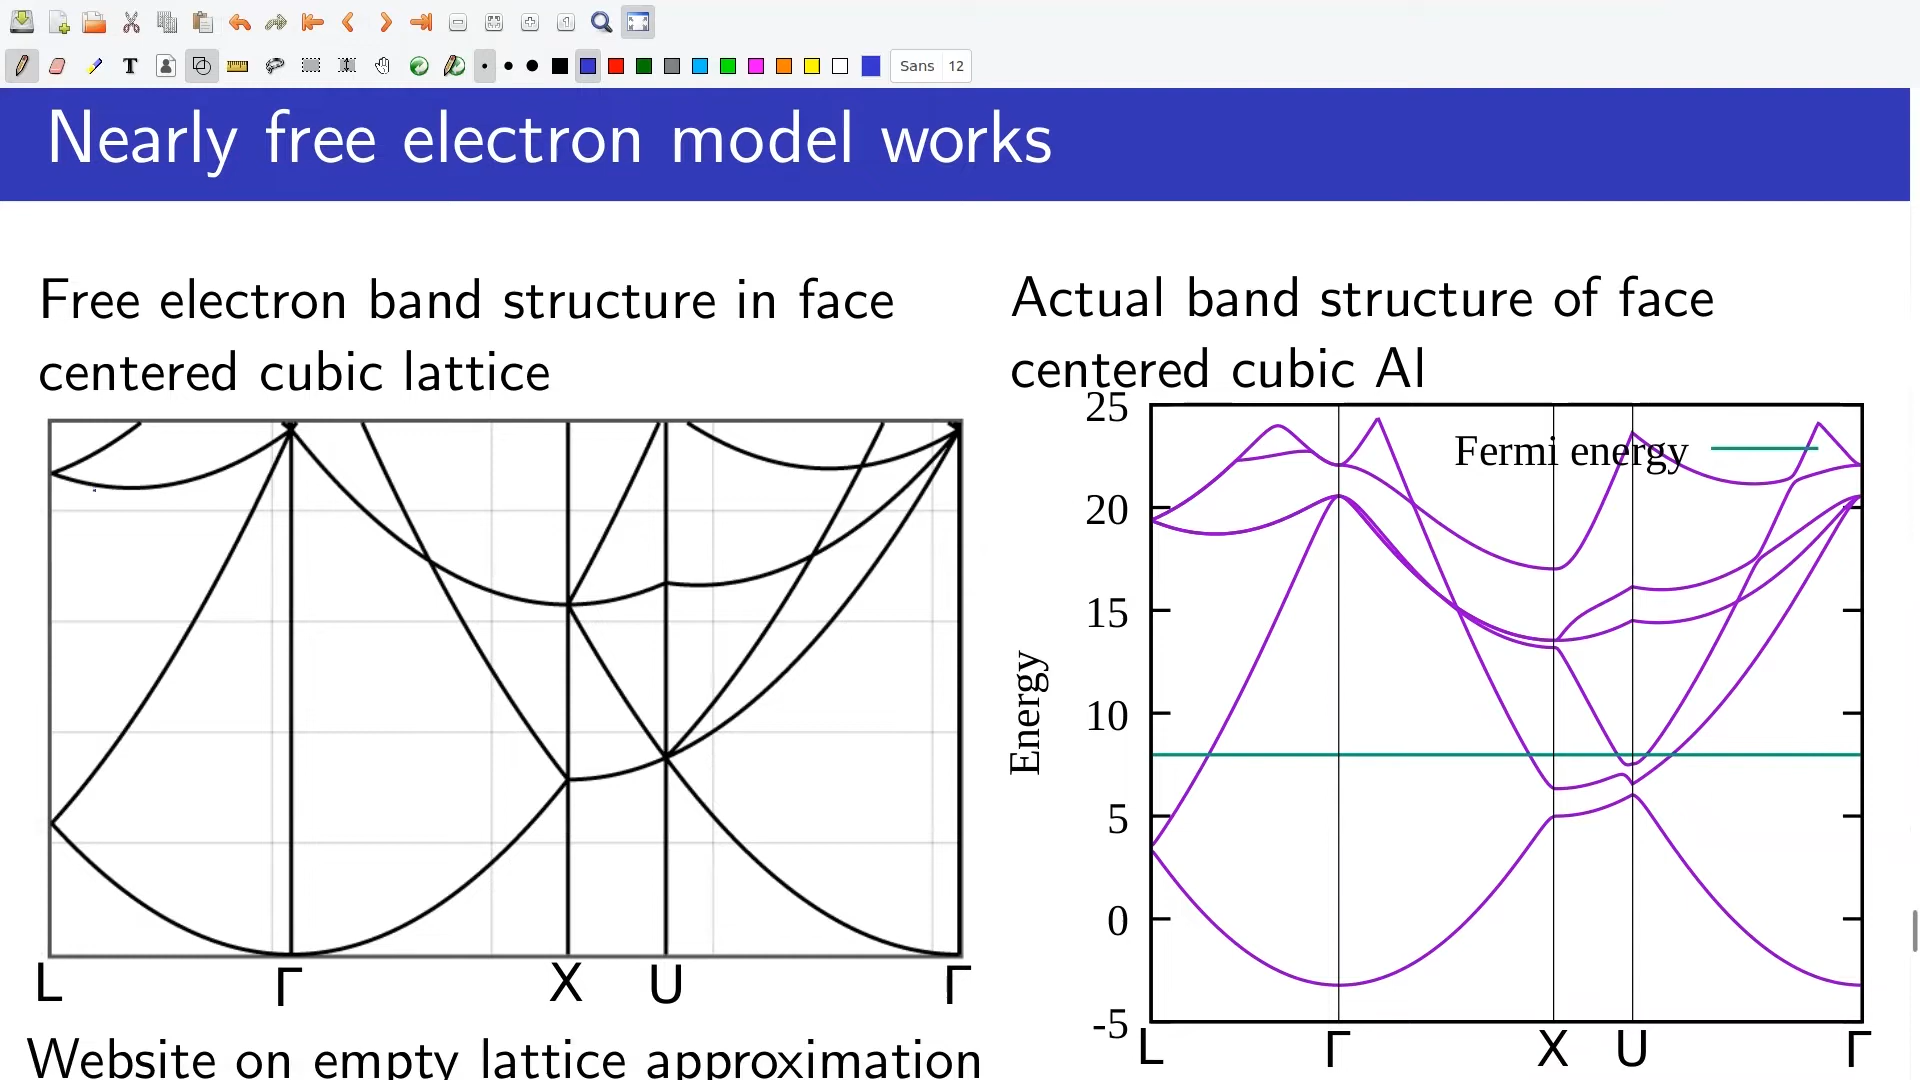 T
1
Sans 12
Nearly free electron model works
Free electron band structure in face
centered cubic lattice
L Γ X U Γ
Website on empty lattice approximation
Actual band structure of face
centered cubic Al
Fermi energy
Energy
25
20
15
10
5
0
-5
L Γ X U Γ